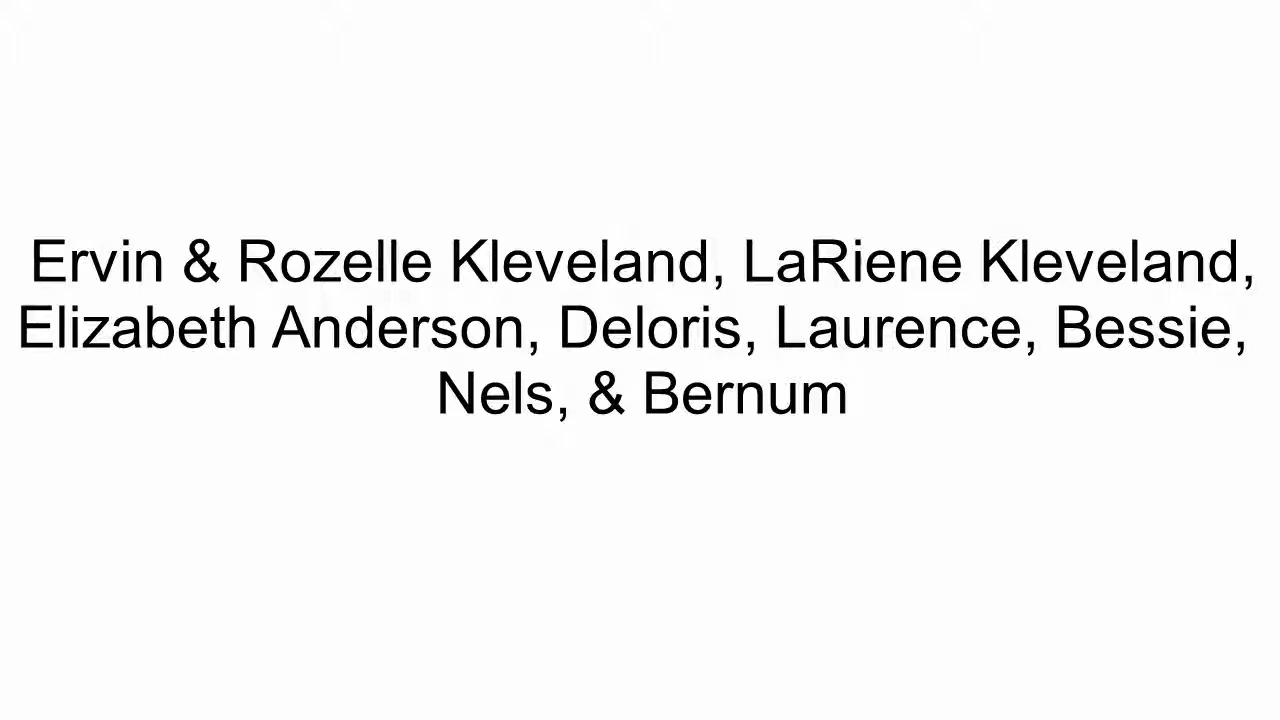 Ervin & Rozelle Kleveland, LaRiene Kleveland,
Elizabeth Anderson, Deloris, Laurence, Bessie,
Nels, & Bernum